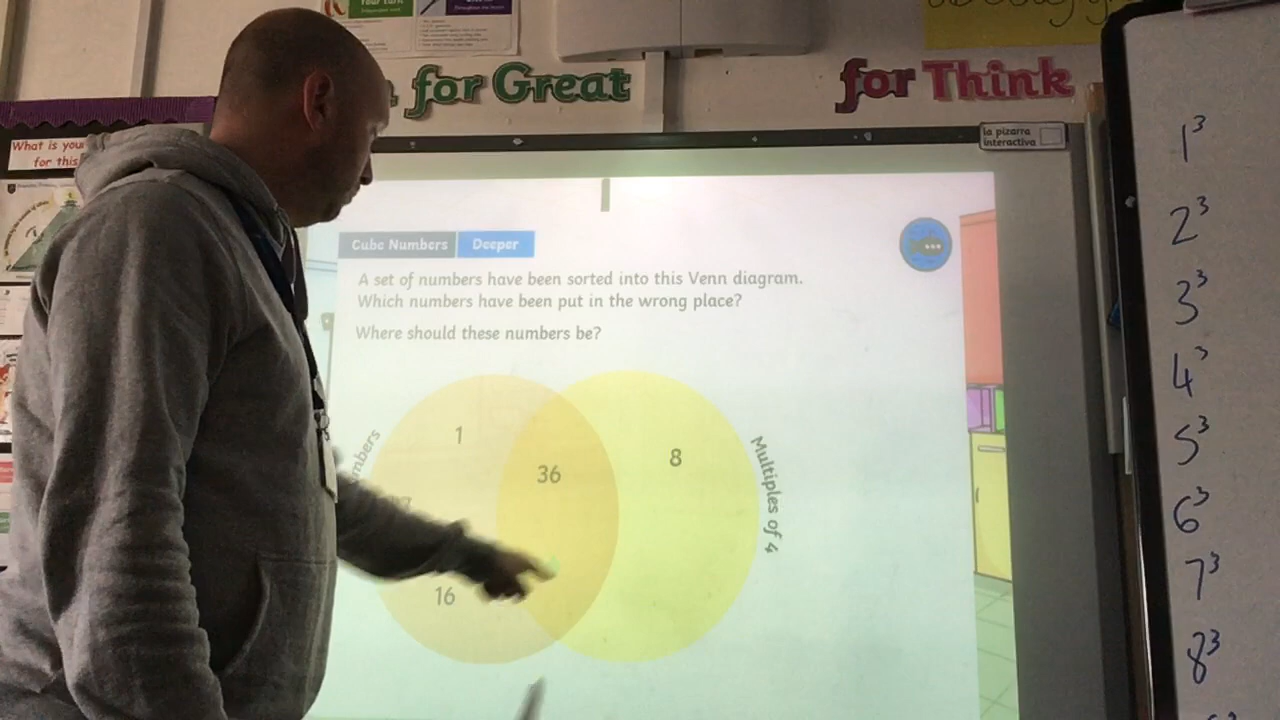 for Great
for Think
What is your
for this
la pizarra
interactiva
Cube Numbers
Deeper
A set of numbers have been sorted into this Venn diagram.
Which numbers have been put in the wrong place?
Where should these numbers be?
1
36
8
16
Multiples of 4
1³
2³
3³
4³
5³
6³
7³
8³